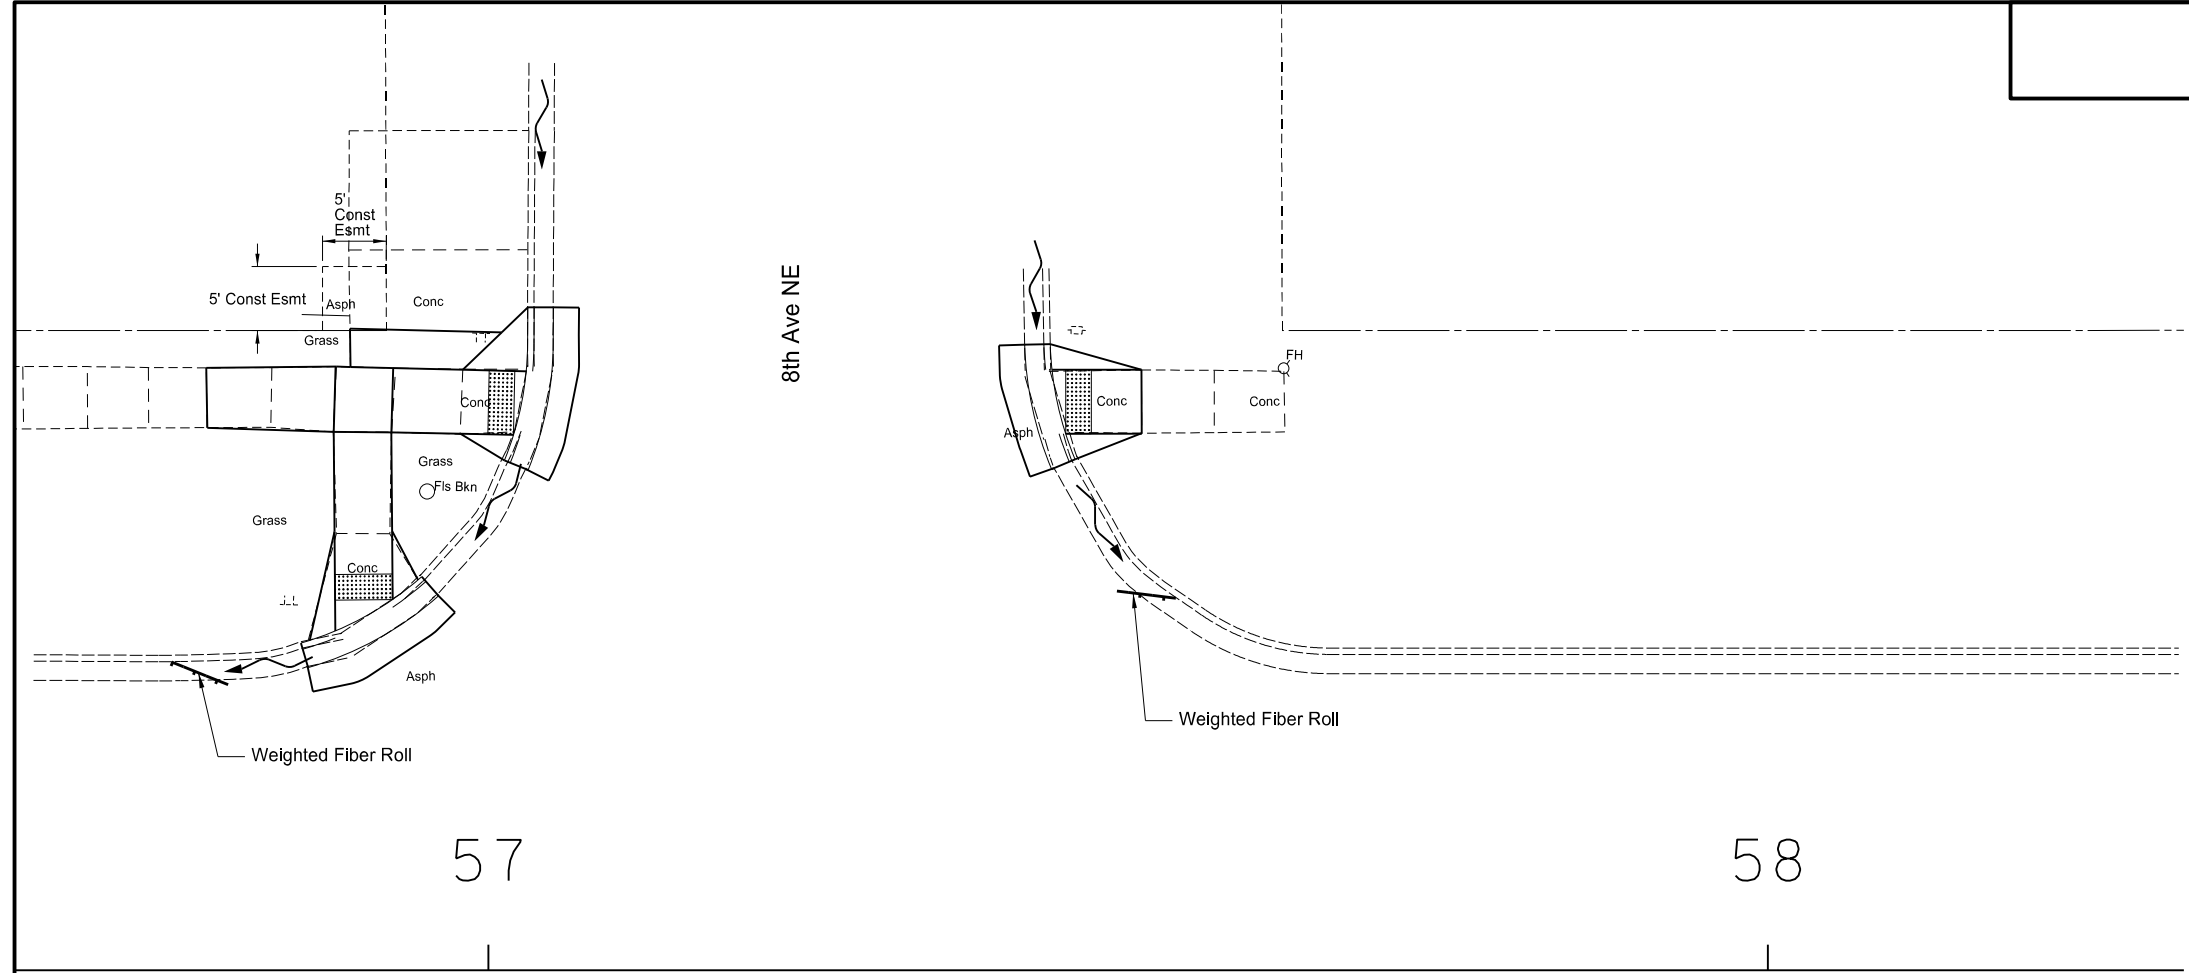 5'
Const
Esmt
5' Const Esmt
Asph
Conc
Grass
8th Ave NE
FH
Conc
Conc
Conc
Asph
Grass
Fls Bkn
Grass
Conc
Asph
Weighted Fiber Roll
Weighted Fiber Roll
57
58